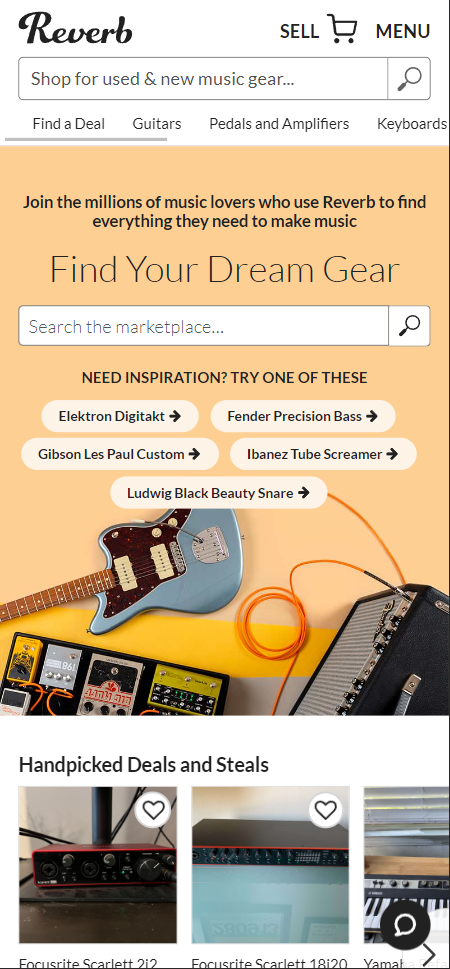 Reverb
SELL
MENU
Shop for used & new music gear...
Find a Deal
Guitars
Pedals and Amplifiers
Keyboards
Join the millions of music lovers who use Reverb to find
everything they need to make music
Find Your Dream Gear
Search the marketplace...
NEED INSPIRATION? TRY ONE OF THESE
Elektron Digitakt
Fender Precision Bass
Gibson Les Paul Custom
Ibanez Tube Screamer
Ludwig Black Beauty Snare
Handpicked Deals and Steals
Focusrite Scarlett 2i2
Focusrite Scarlett 18i20